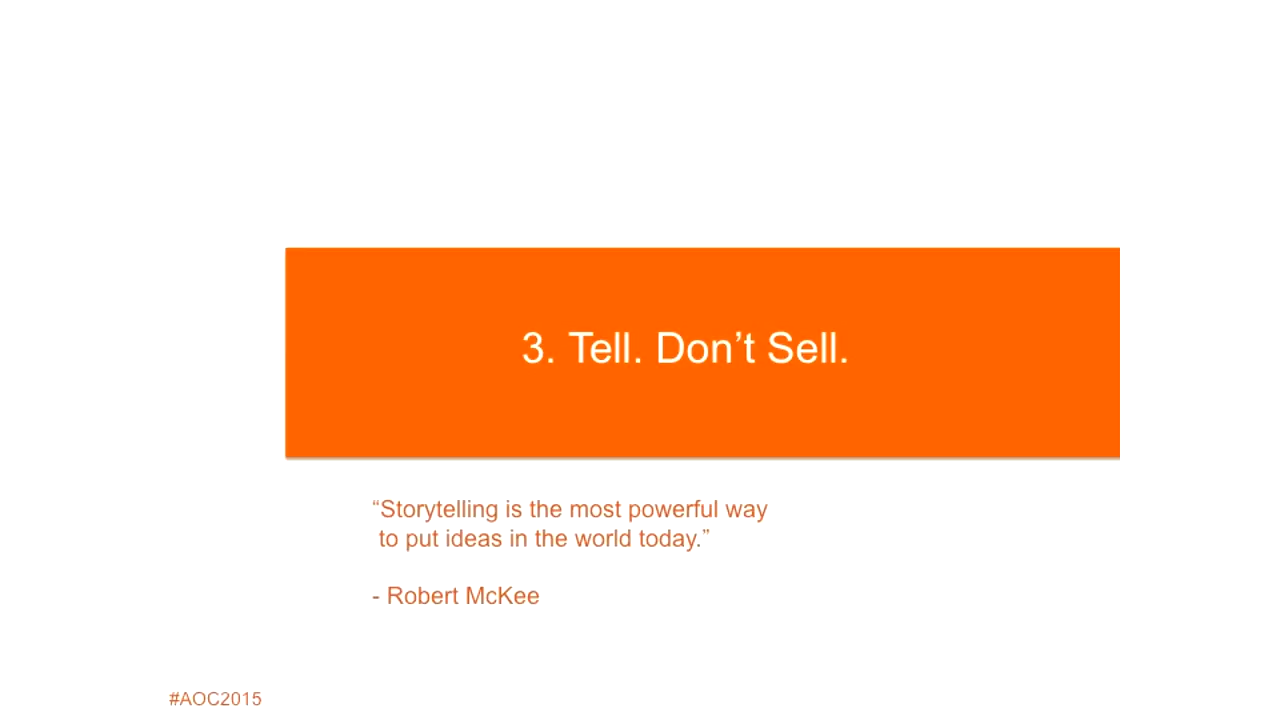 3. Tell. Don’t Sell.
“Storytelling is the most powerful way
to put ideas in the world today.”
- Robert McKee
#AOC2015